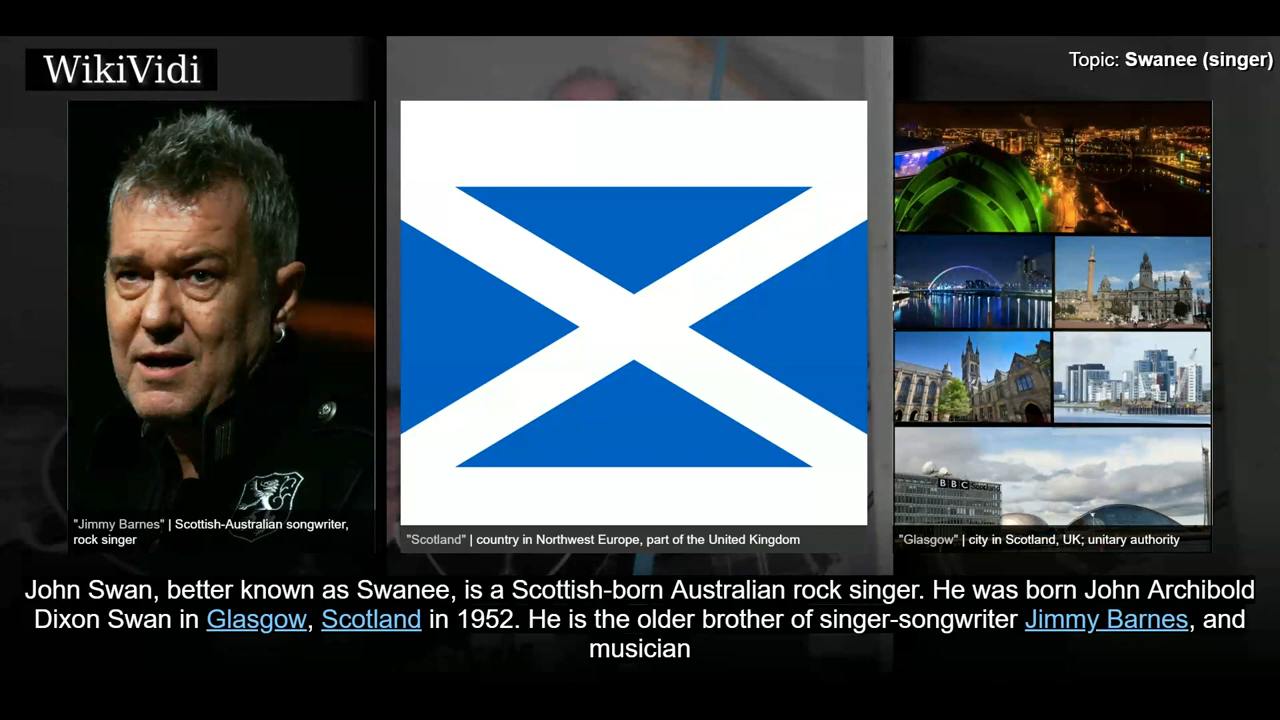 WikiVidi
Topic: Swanee (singer)
BBC Scotland
"Jimmy Barnes" | Scottish-Australian songwriter,
rock singer
"Scotland" | country in Northwest Europe, part of the United Kingdom
"Glasgow" | city in Scotland, UK; unitary authority
John Swan, better known as Swanee, is a Scottish-born Australian rock singer. He was born John Archibold
Dixon Swan in Glasgow, Scotland in 1952. He is the older brother of singer-songwriter Jimmy Barnes, and
musician